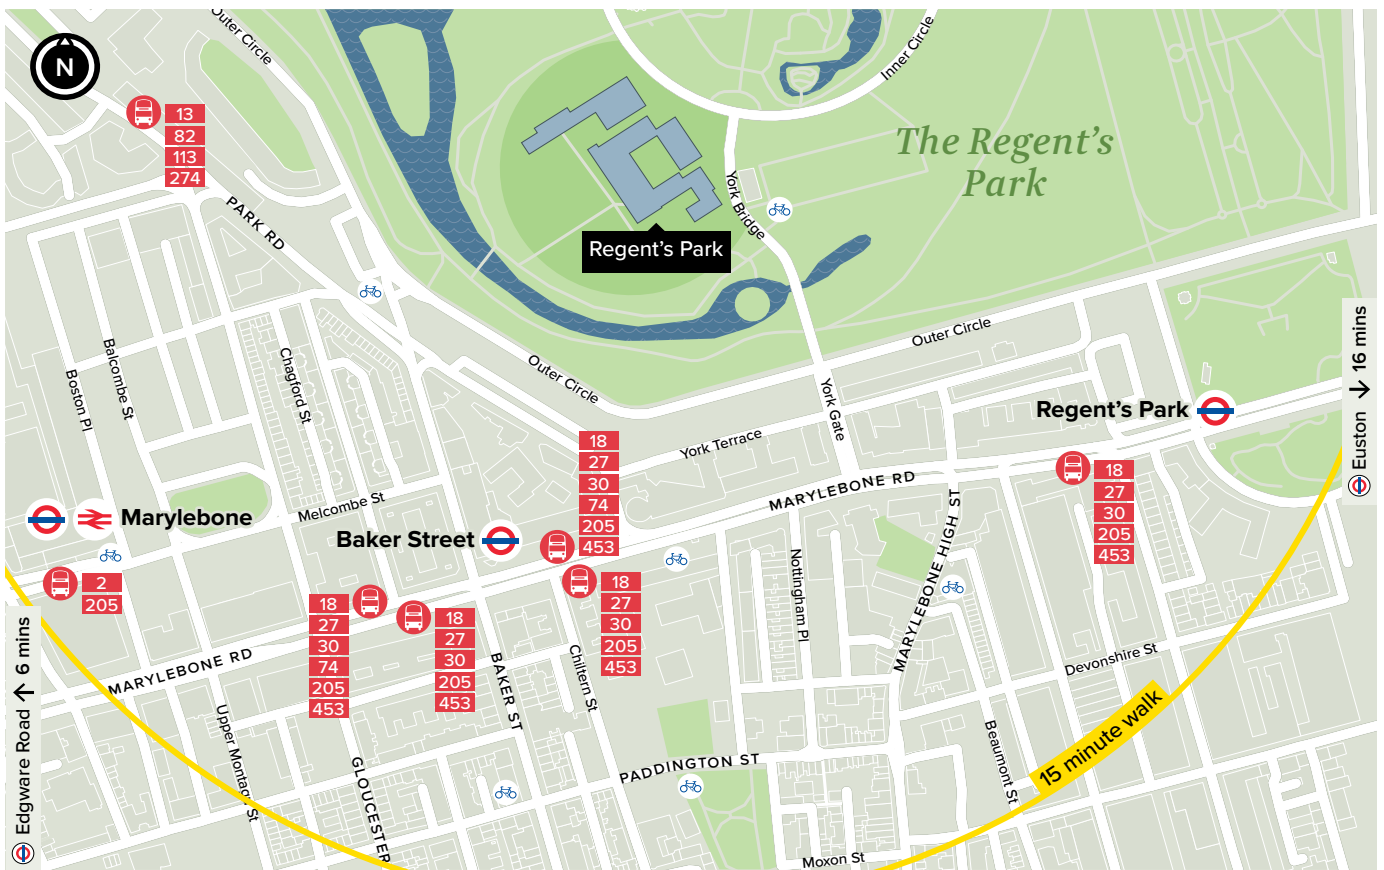 Outer Circle
Inner Circle
N
13
82
113
274
The Regent's
Park
PARK RD
York Bridge
Regent's Park
Outer Circle
Outer Circle
Euston → 16 mins
Balcombe St
Boston Pl
Chagford St
York Gate
Regent's Park
York Terrace
18
27
30
74
205
453
MARYLEBONE RD
18
27
30
205
453
Melcombe St
Marylebone
Baker Street
MARYLEBONE HIGH ST
Nottingham Pl
2
205
18
27
30
74
205
453
18
27
30
205
453
18
27
30
205
453
Edgware Road → 6 mins
MARYLEBONE RD
Upper Montagu St
BAKER ST
Chiltern St
Devonshire St
15 minute walk
Beaumont St
GLOUCESTER
PADDINGTON ST
Moxon St